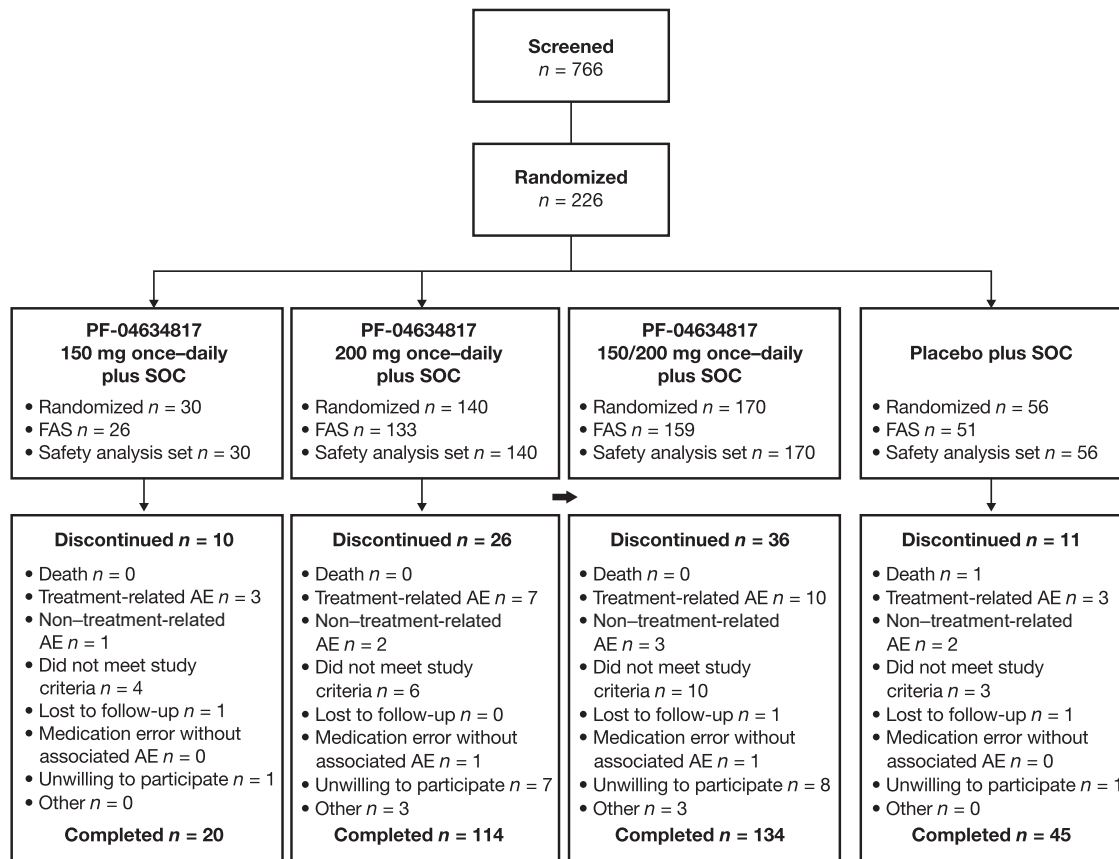 Screened
n = 766
Randomized
n = 226
PF-04634817
150 mg once–daily
plus SOC
• Randomized n = 30
• FAS n = 26
• Safety analysis set n = 30
PF-04634817
200 mg once–daily
plus SOC
• Randomized n = 140
• FAS n = 133
• Safety analysis set n = 140
PF-04634817
150/200 mg once–daily
plus SOC
• Randomized n = 170
• FAS n = 159
• Safety analysis set n = 170
Placebo plus SOC
• Randomized n = 56
• FAS n = 51
• Safety analysis set n = 56
Discontinued n = 10
• Death n = 0
• Treatment-related AE n = 3
• Non–treatment-related
AE n = 1
• Did not meet study
criteria n = 4
• Lost to follow-up n = 1
• Medication error without
associated AE n = 0
• Unwilling to participate n = 1
• Other n = 0
Completed n = 20
Discontinued n = 26
• Death n = 0
• Treatment-related AE n = 7
• Non–treatment-related
AE n = 2
• Did not meet study
criteria n = 6
• Lost to follow-up n = 0
• Medication error without
associated AE n = 1
• Unwilling to participate n = 7
• Other n = 3
Completed n = 114
Discontinued n = 36
• Death n = 0
• Treatment-related AE n = 10
• Non–treatment-related
AE n = 3
• Did not meet study
criteria n = 10
• Lost to follow-up n = 1
• Medication error without
associated AE n = 1
• Unwilling to participate n = 8
• Other n = 3
Completed n = 134
Discontinued n = 11
• Death n = 1
• Treatment-related AE n = 3
• Non–treatment-related
AE n = 2
• Did not meet study
criteria n = 3
• Lost to follow-up n = 1
• Medication error without
associated AE n = 0
• Unwilling to participate n = 1
• Other n = 0
Completed n = 45